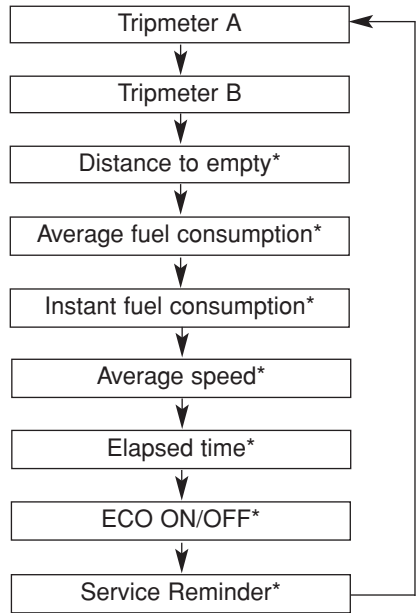 Tripmeter A
Tripmeter B
Distance to empty*
Average fuel consumption*
Instant fuel consumption*
Average speed*
Elapsed time*
ECO ON/OFF*
Service Reminder*